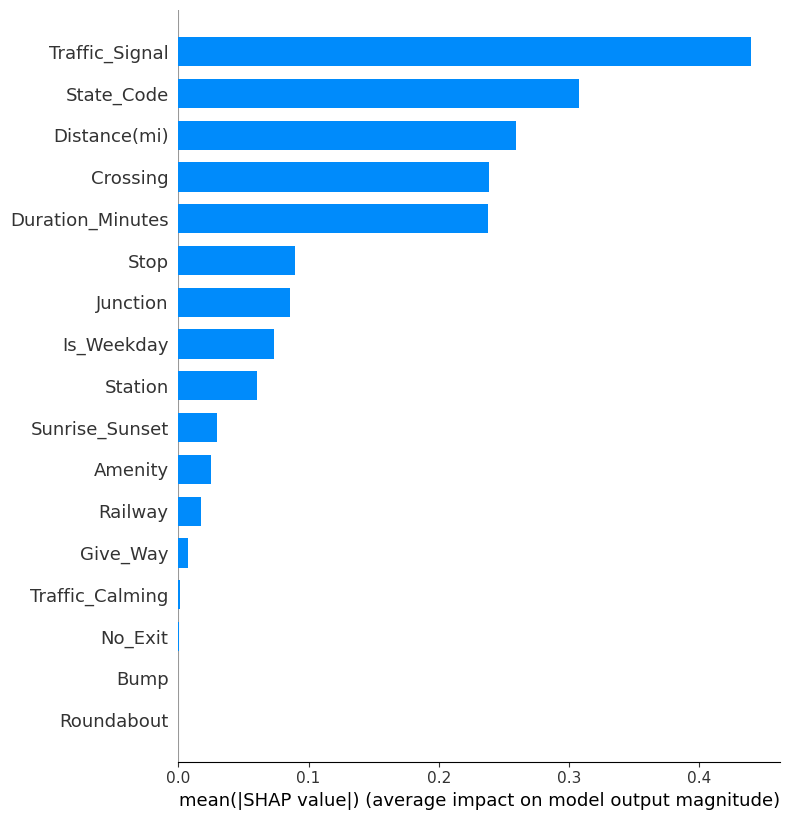 Traffic_Signal
State_Code
Distance(mi)
Crossing
Duration_Minutes
Stop
Junction
Is_Weekday
Station
Sunrise_Sunset
Amenity
Railway
Give_Way
Traffic_Calming
No_Exit
Bump
Roundabout
0.0 0.1 0.2 0.3 0.4
mean(|SHAP value|) (average impact on model output magnitude)